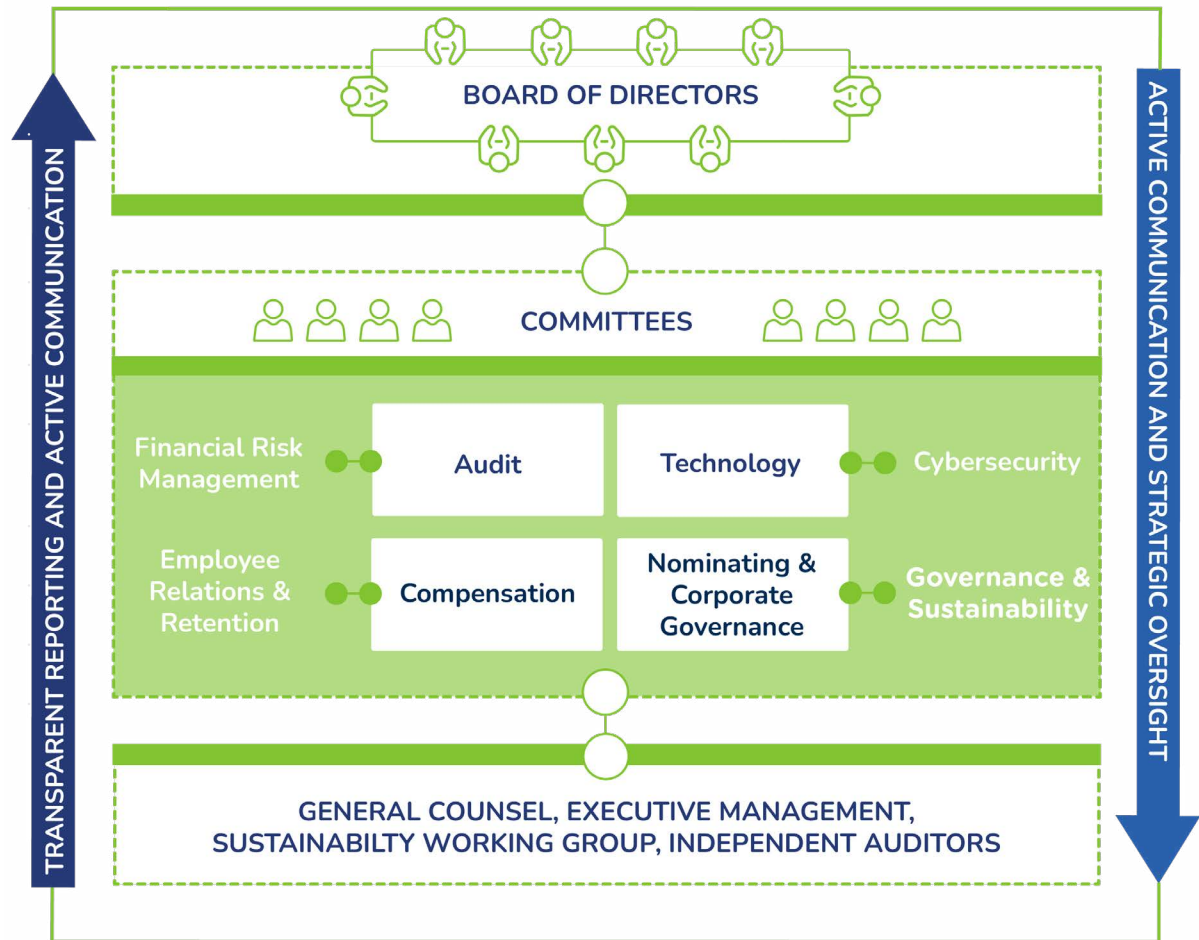 BOARD OF DIRECTORS
TRANSPARENT REPORTING AND ACTIVE COMMUNICATION
ACTIVE COMMUNICATION AND STRATEGIC OVERSIGHT
COMMITTEES
Financial Risk
Management
Audit
Technology
Cybersecurity
Employee
Relations &
Retention
Compensation
Nominating &
Corporate
Governance
Governance &
Sustainability
GENERAL COUNSEL, EXECUTIVE MANAGEMENT,
SUSTAINABILTY WORKING GROUP, INDEPENDENT AUDITORS